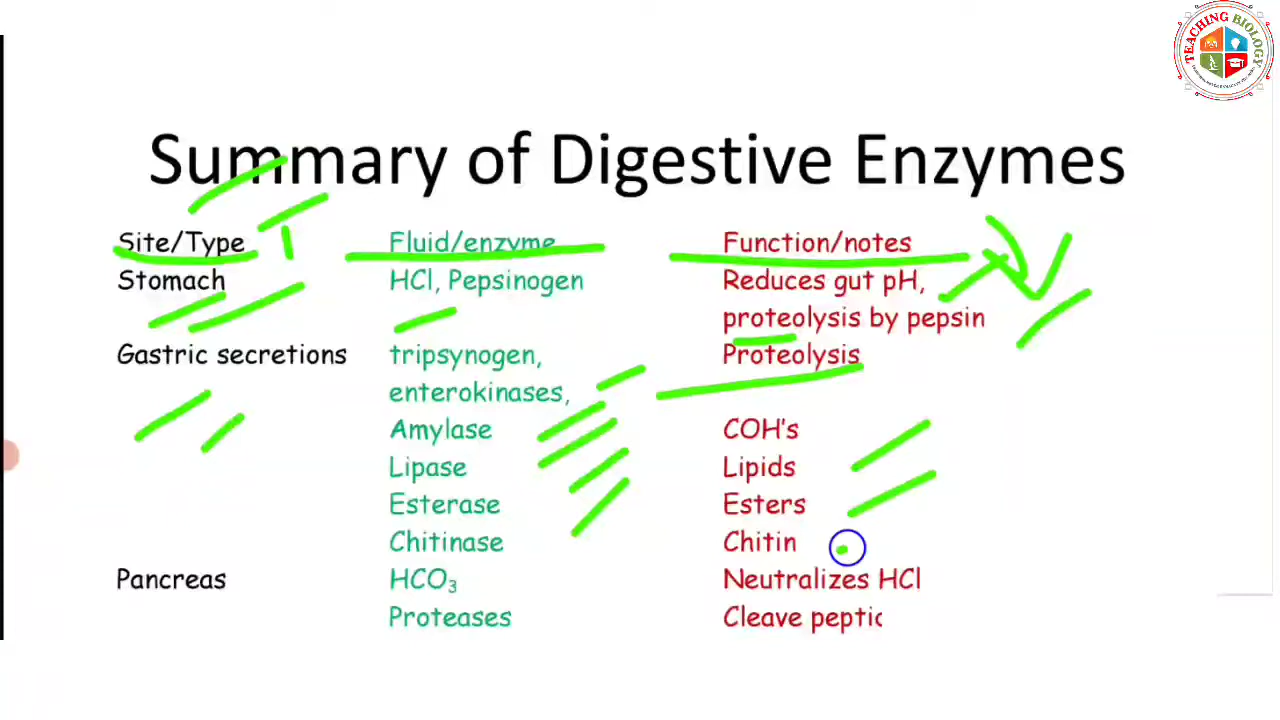 TEACHING BIOLOGY
Summary of Digestive Enzymes
Site/Type Fluid/enzyme Function/notes
Stomach HCl, Pepsinogen Reduces gut pH,
proteolysis by pepsin
Gastric secretions tripsynogen, Proteolysis
enterokinases,
Amylase COH's
Lipase Lipids
Esterase Esters
Chitinase Chitin
Pancreas HCO₃ Neutralizes HCl
Proteases Cleave peptic